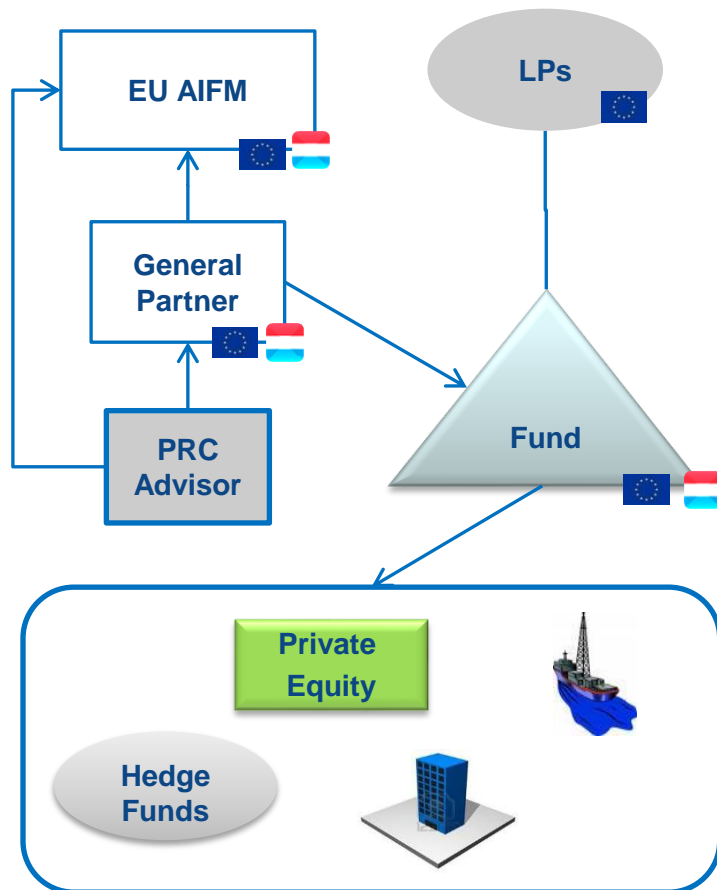 EU AIFM
LPs
General
Partner
Fund
PRC
Advisor
Private
Equity
Hedge
Funds